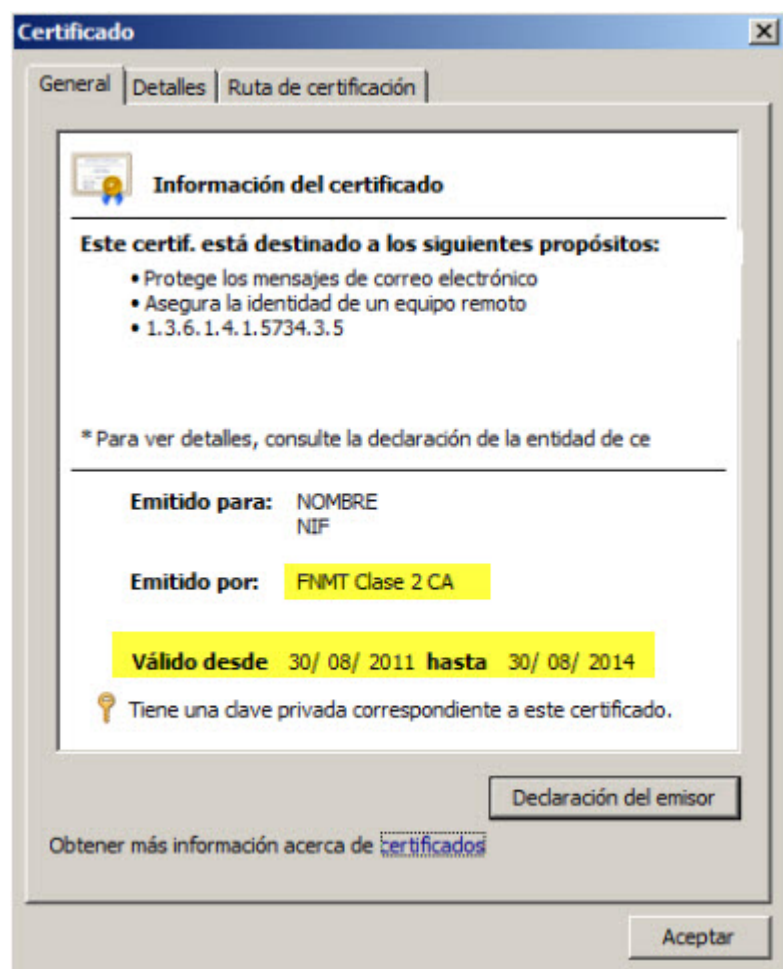 Certificado
General Detalles Ruta de certificación
Información del certificado
Este certif. está destinado a los siguientes propósitos:
• Protege los mensajes de correo electrónico
• Asegura la identidad de un equipo remoto
• 1.3.6.1.4.1.5734.3.5
* Para ver detalles, consulte la declaración de la entidad de ce
Emitido para: NOMBRE
NIF
Emitido por: FNMT Clase 2 CA
Válido desde 30/ 08/ 2011 hasta 30/ 08/ 2014
Tiene una clave privada correspondiente a este certificado.
Declaración del emisor
Obtener más información acerca de certificados
Aceptar